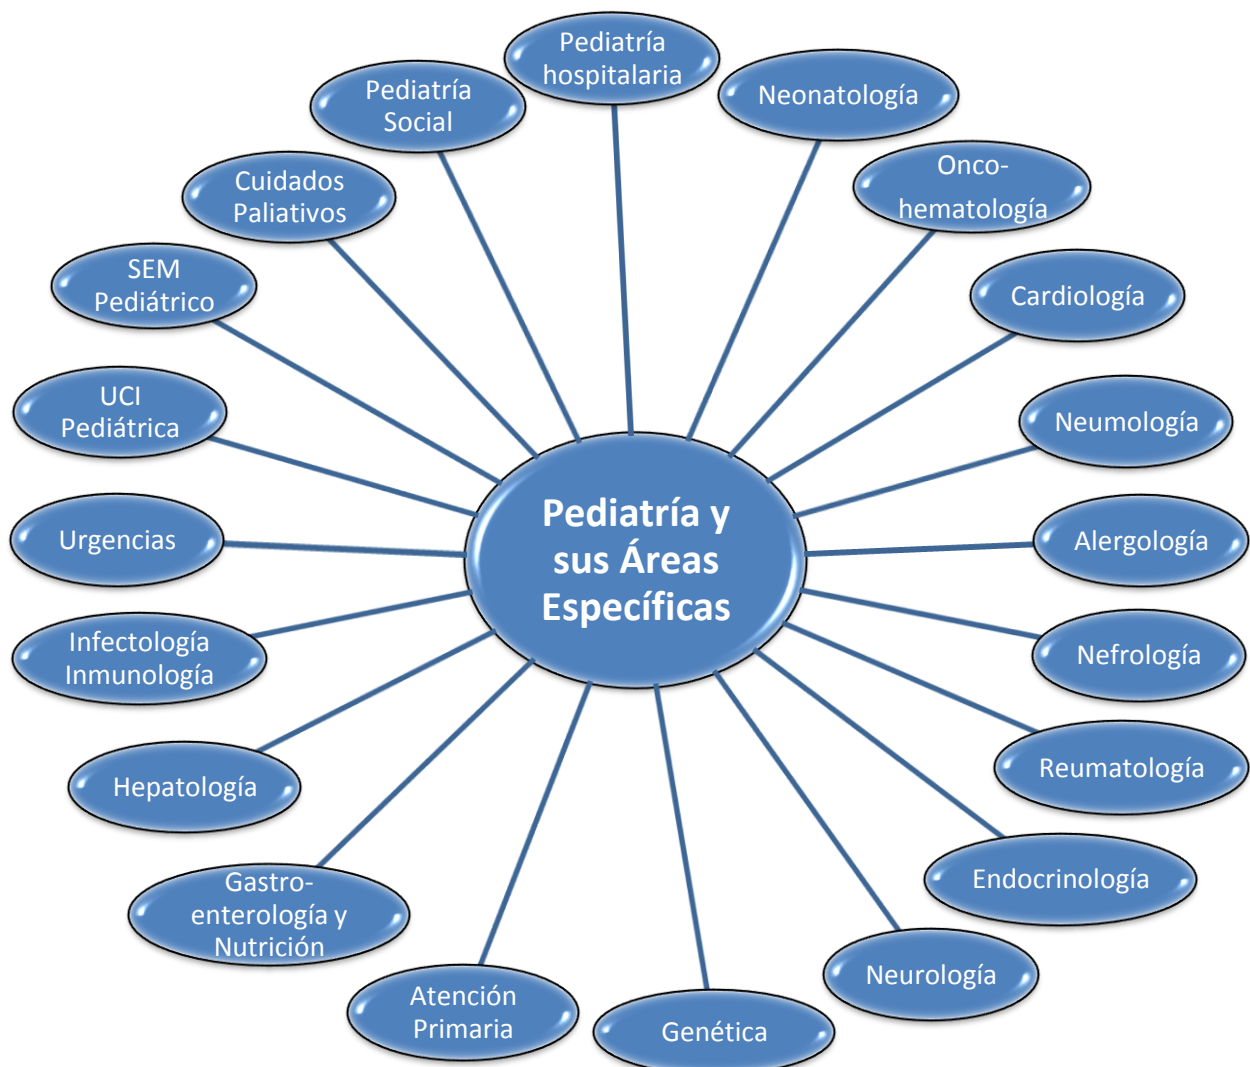 Pediatría
hospitalaria
Neonatología
Onco-
hematología
Cardiología
Neumología
Alergología
Nefrología
Reumatología
Endocrinología
Neurología
Genética
Atención
Primaria
Gastro-
enterología y
Nutrición
Hepatología
Infectología
Inmunología
Urgencias
UCI
Pediátrica
SEM
Pediátrico
Cuidados
Paliativos
Pediatría
Social
Pediatría y
sus Áreas
Específicas